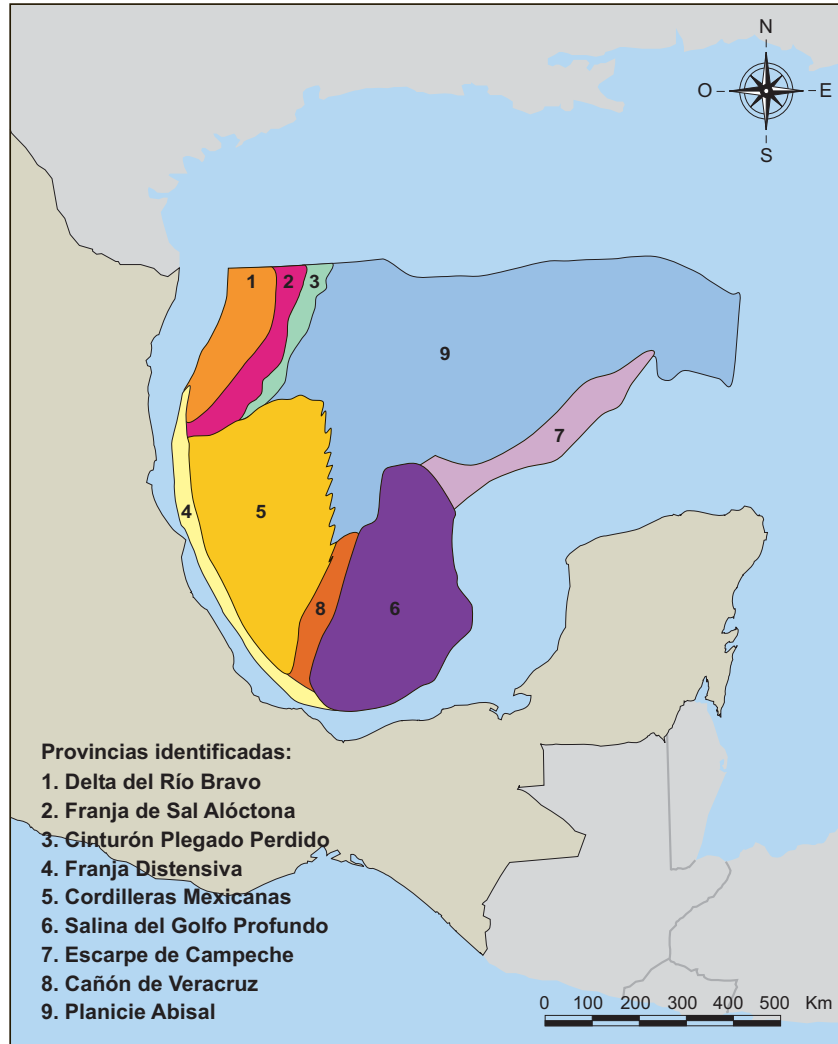 N
O
E
S
1
2
3
9
7
4
5
8
6
Provincias identificadas:
1. Delta del Río Bravo
2. Franja de Sal Alóctona
3. Cinturón Plegado Perdido
4. Franja Distensiva
5. Cordilleras Mexicanas
6. Salina del Golfo Profundo
7. Escarpe de Campeche
8. Cañón de Veracruz
9. Planicie Abisal
0 100 200 300 400 500 Km